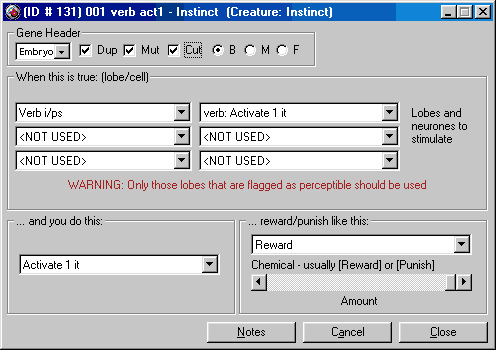 (ID # 131) 001 verb act1 - Instinct (Creature: Instinct)
Gene Header
Embryo Dup Mut Cut B M F
When this is true: (lobe/cell)
Verb i/ps verb: Activate 1 it Lobes and
neurones to
stimulate
<NOT USED> <NOT USED>
<NOT USED> <NOT USED>
WARNING: Only those lobes that are flagged as perceptible should be used
... and you do this:
Activate 1 it
... reward/punish like this:
Reward
Chemical - usually [Reward] or [Punish]
Amount
Notes Cancel Close